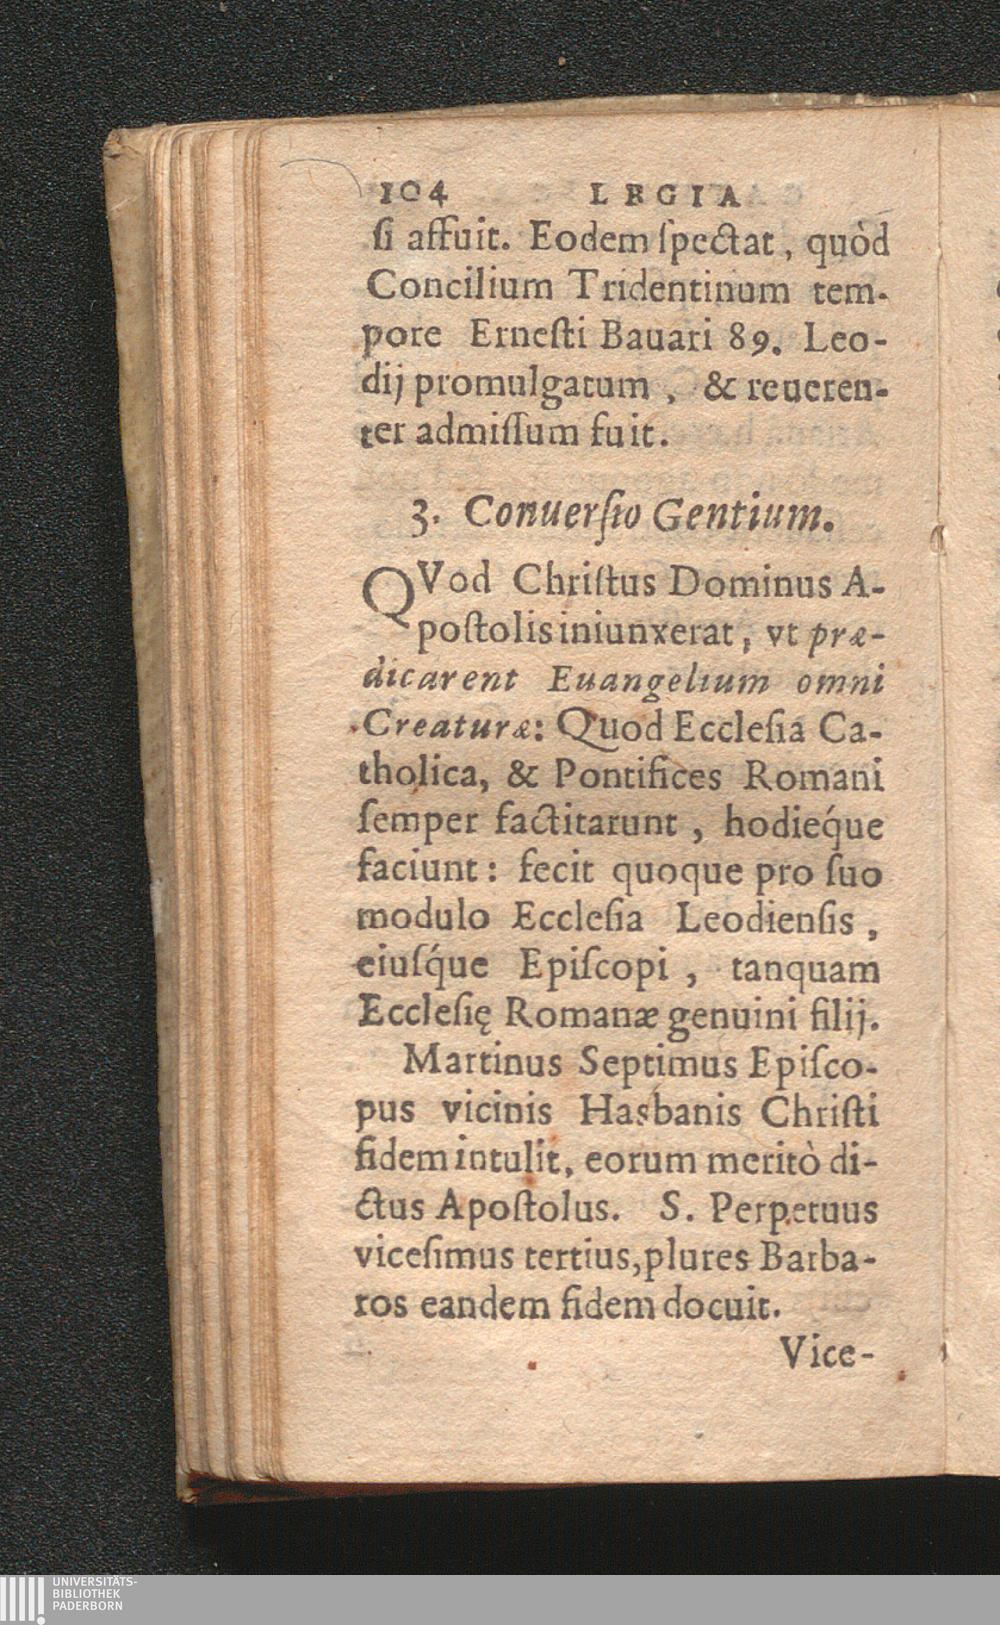 104 LEGIA
ſi affuit. Eodem ſpectat, quòd
Concilium Tridentinum tem-
pore Erneſti Bauari 89. Leo-
dij promulgatum, & reueren-
ter admiſſum fuit.
3. Conuerſio Gentium.
QVod Chriſtus Dominus A-
poſtolis iniunxerat, vt præ-
dicarent Euangelium omni
Creaturæ: Quod Eccleſia Ca-
tholica, & Pontifices Romani
ſemper factitarunt, hodieq́ue
faciunt: fecit quoque pro ſuo
modulo Eccleſia Leodienſis,
eiuſq́ue Epiſcopi, tanquam
Eccleſię Romanæ genuini filij.
Martinus Septimus Epiſco-
pus vicinis Hasbanis Chriſti
fidem intulit, eorum meritò di-
ctus Apoſtolus. S. Perpetuus
viceſimus tertius, plures Barba-
ros eandem fidem docuit.
Vice-
UNIVERSITÄTS-
BIBLIOTHEK
PADERBORN